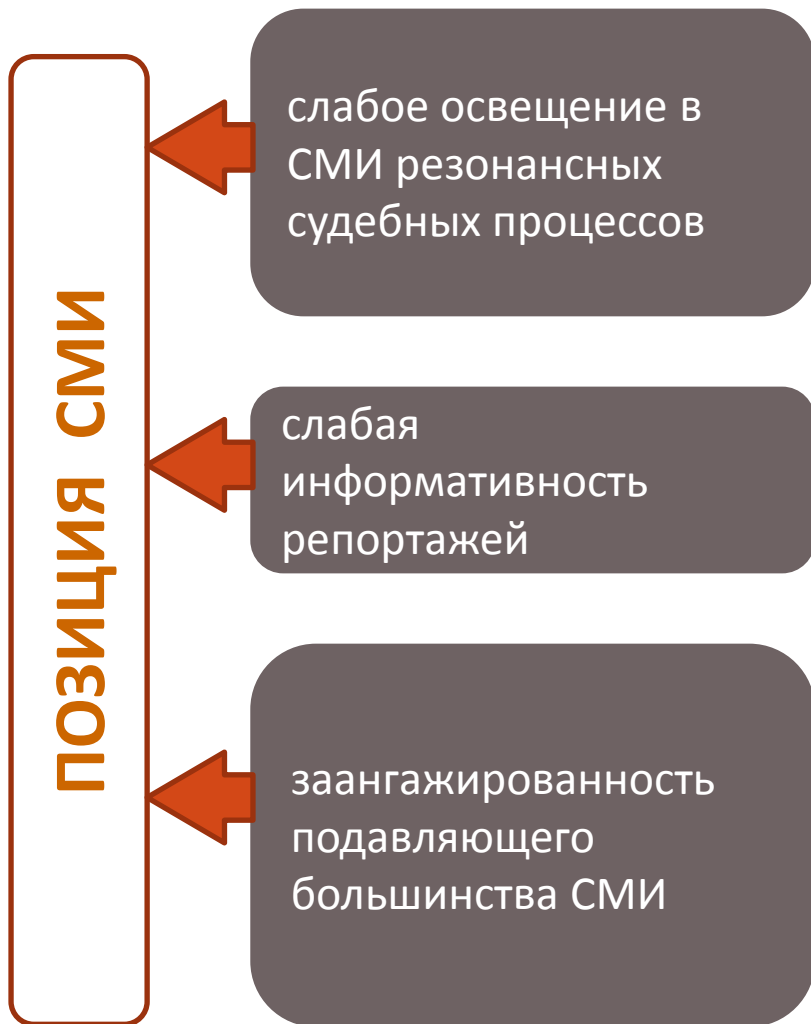 ПОЗИЦИЯ СМИ
слабое освещение в
СМИ резонансных
судебных процессов
слабая
информативность
репортажей
заангажированность
подавляющего
большинства СМИ